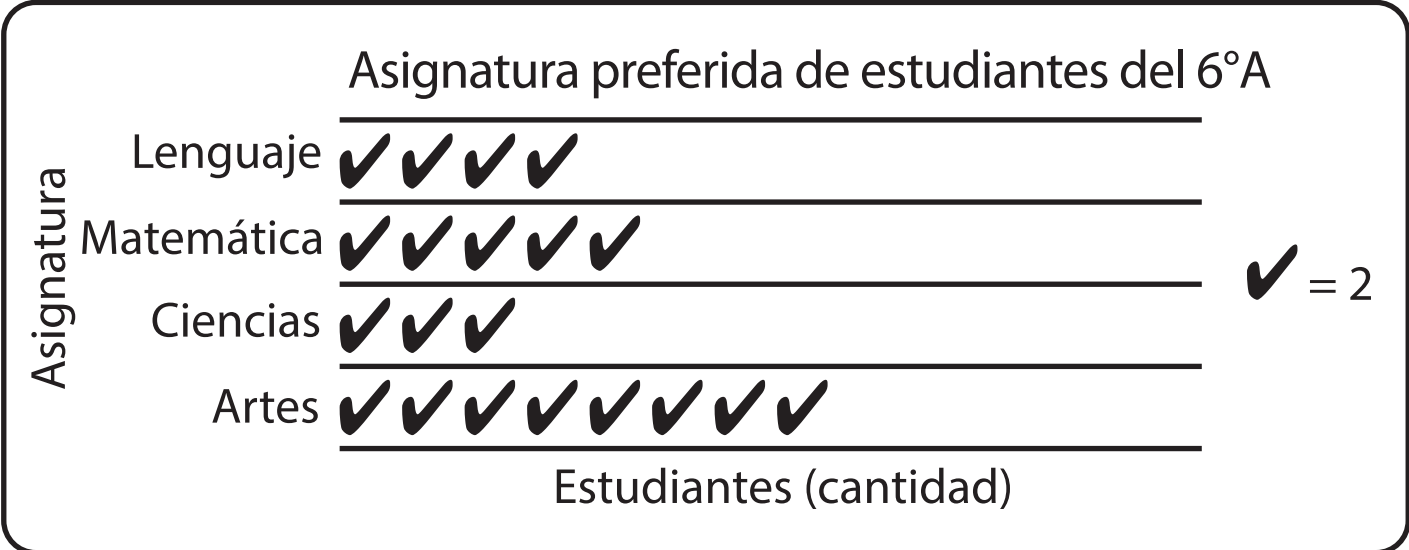 Asignatura preferida de estudiantes del 6°A
Asignatura
Lenguaje ✔ ✔ ✔ ✔
Matemática ✔ ✔ ✔ ✔ ✔
Ciencias ✔ ✔ ✔
Artes ✔ ✔ ✔ ✔ ✔ ✔ ✔ ✔
✔ = 2
Estudiantes (cantidad)